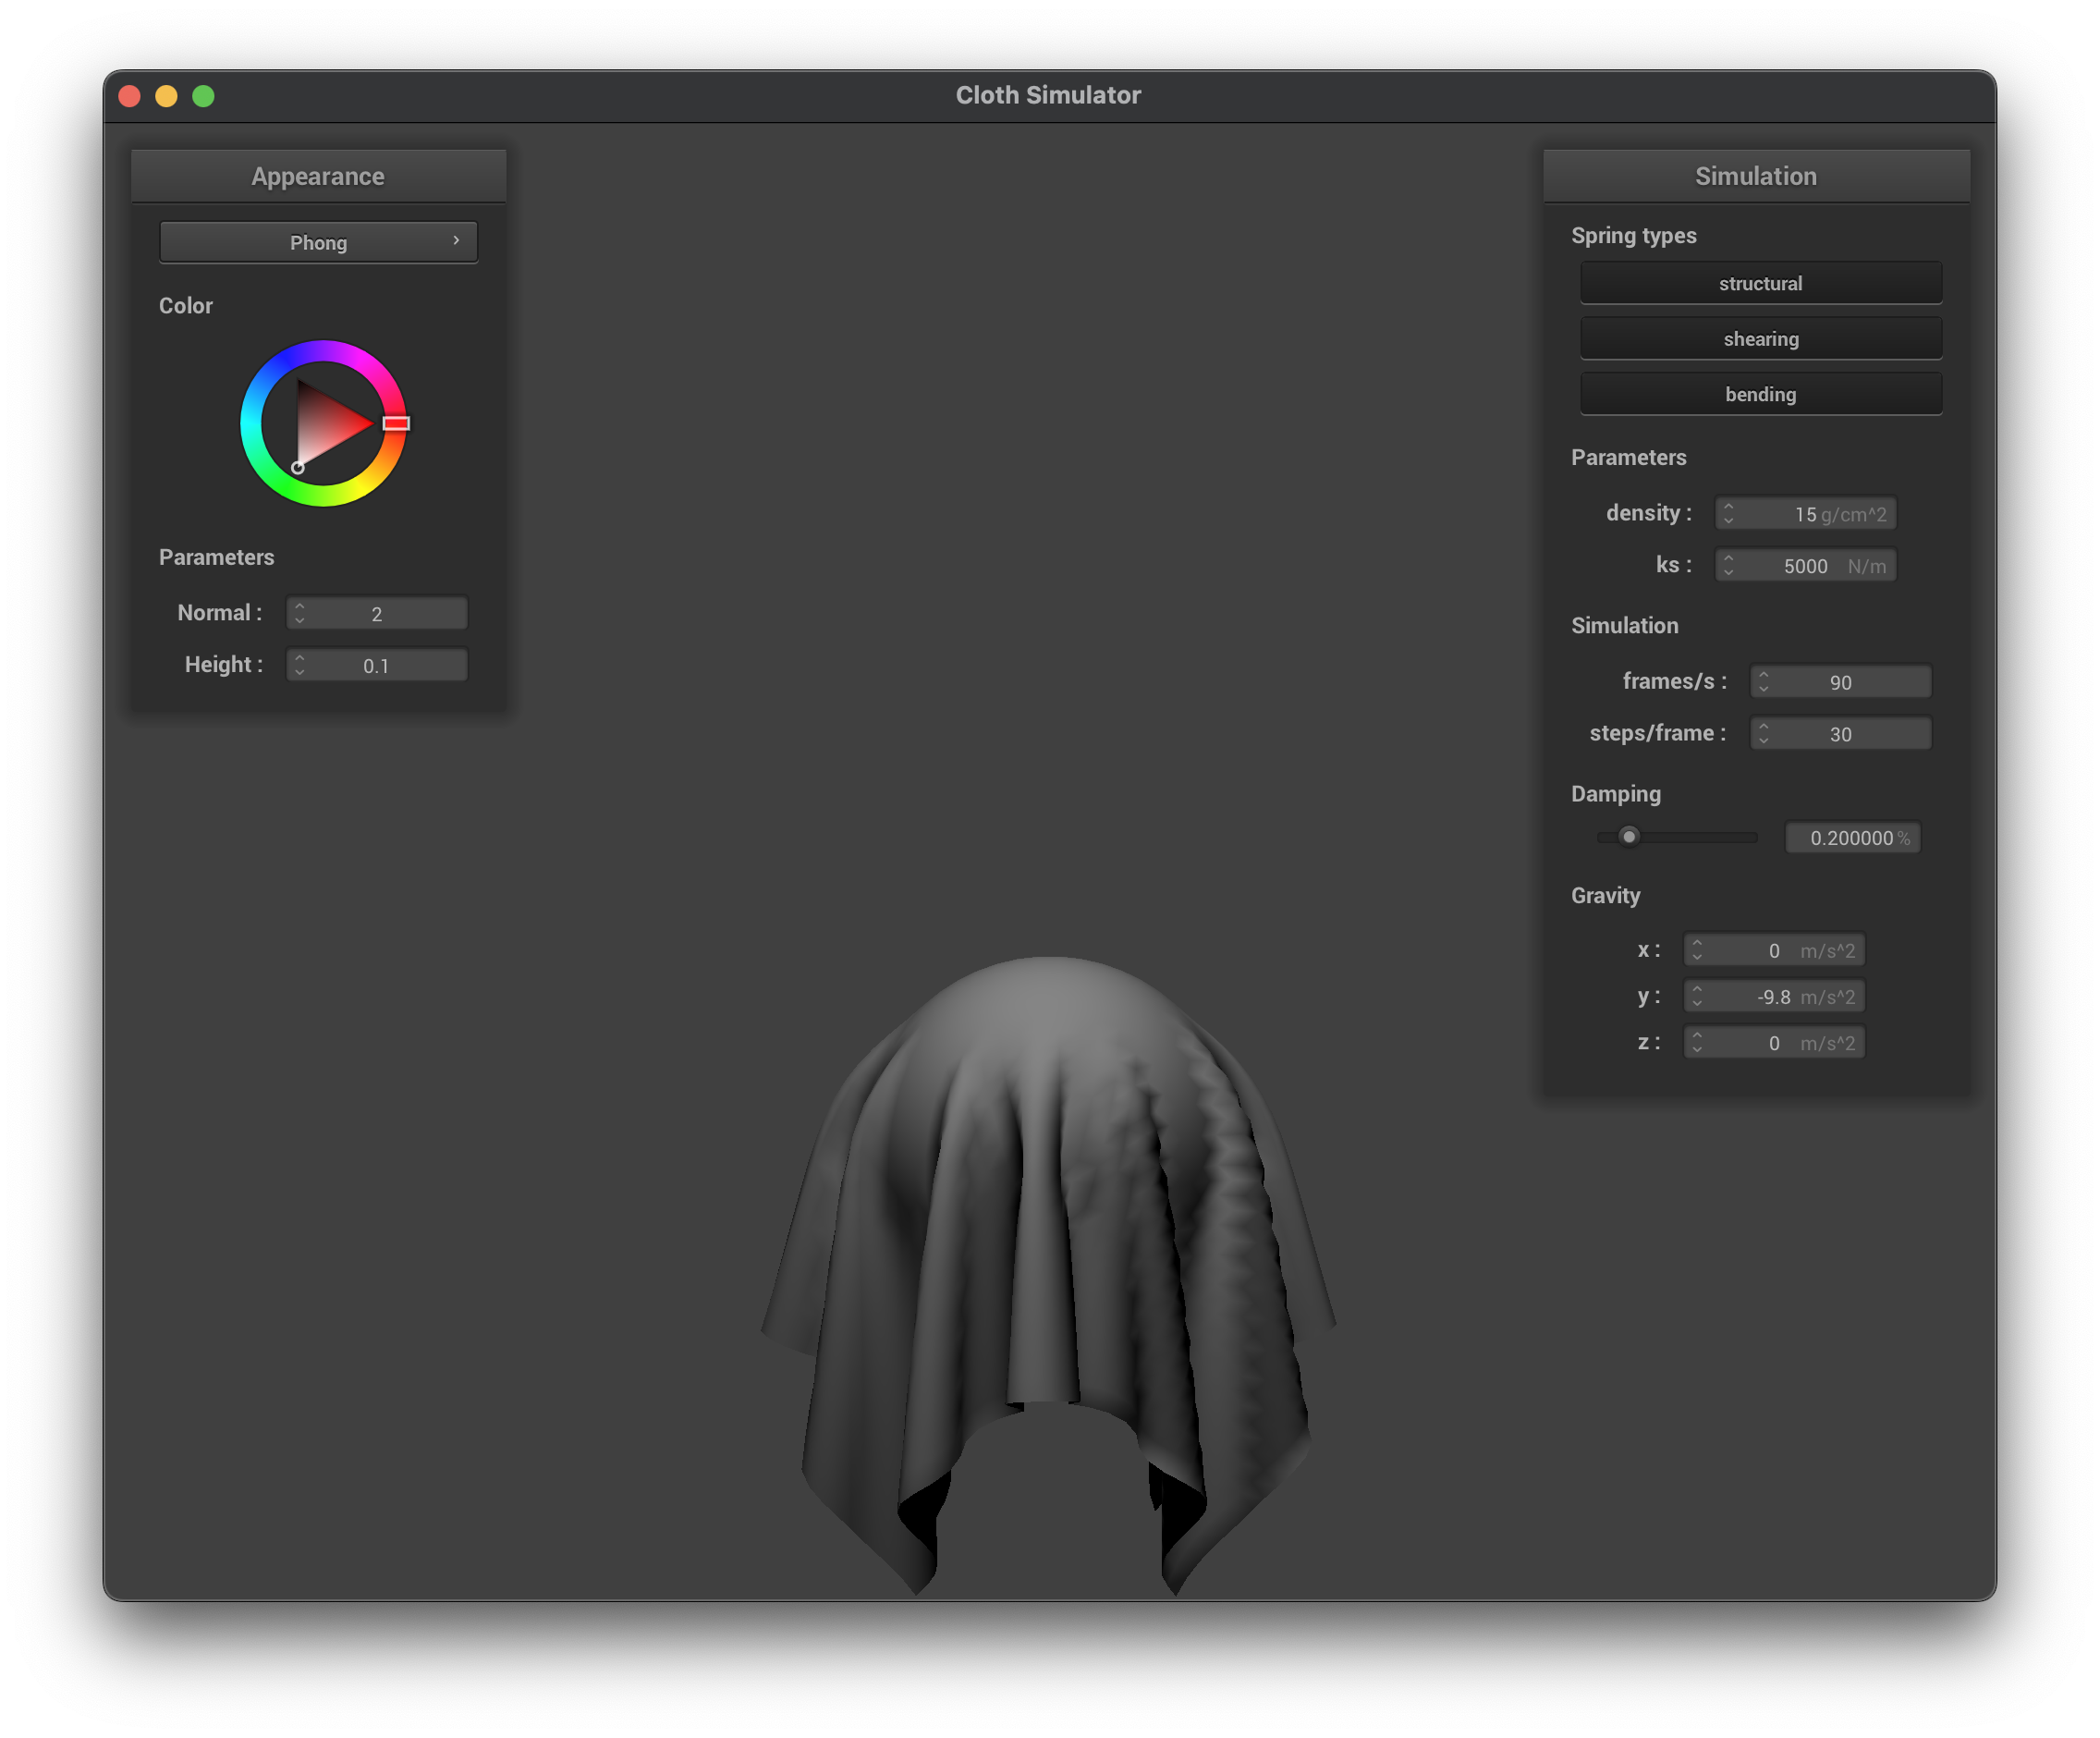 Cloth Simulator
Appearance
Phong
Color
Parameters
Normal : 2
Height : 0.1
Simulation
Spring types
structural
shearing
bending
Parameters
density : 15 g/cm^2
ks : 5000 N/m
Simulation
frames/s : 90
steps/frame : 30
Damping
0.200000 %
Gravity
x : 0 m/s^2
y : -9.8 m/s^2
z : 0 m/s^2